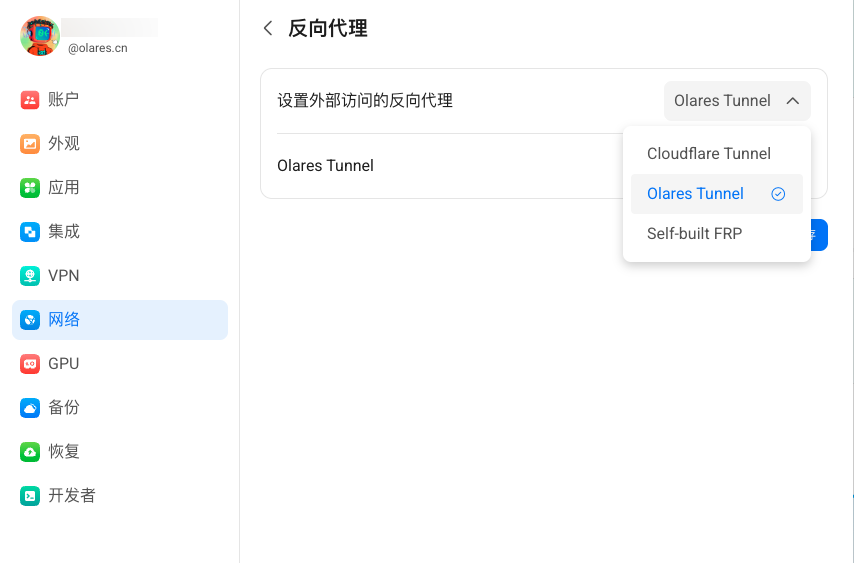 @olares.cn
账户
外观
应用
集成
VPN
网络
GPU
备份
恢复
开发者
反向代理
设置外部访问的反向代理
Olares Tunnel
Olares Tunnel
Cloudflare Tunnel
Olares Tunnel
Self-built FRP